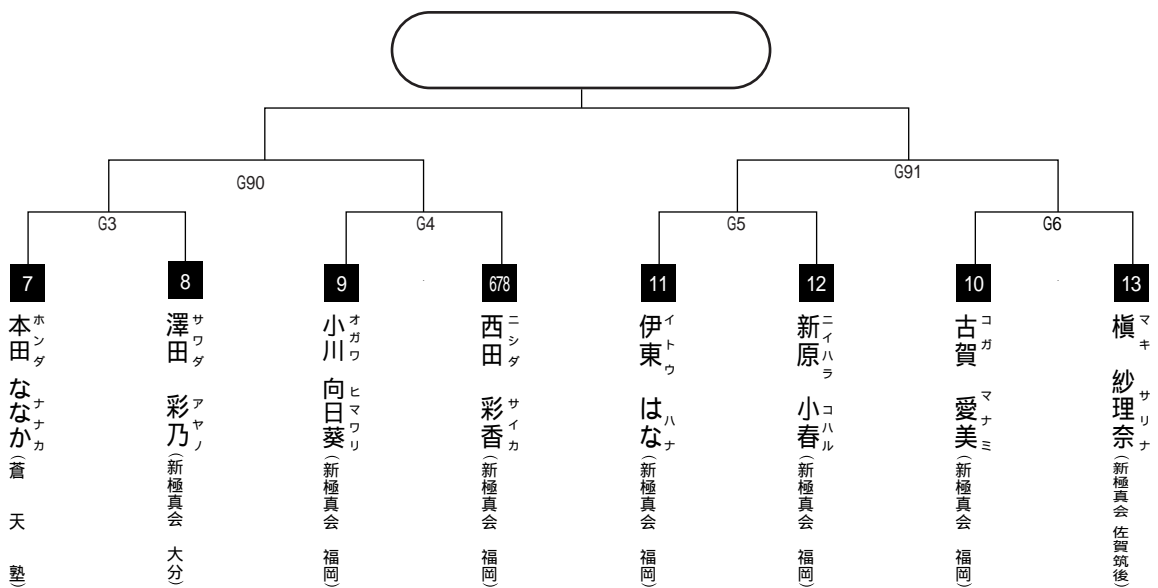 G90
G91
G3
G4
G5
G6
7
本田 ななか
ホンダ ナナカ
(蒼天塾)
8
澤田 彩乃
サワダ アヤノ
(新極真会 大分)
9
小川 向日葵
オガワ ヒマワリ
(新極真会 福岡)
678
西田 彩香
ニシダ サイカ
(新極真会 福岡)
11
伊東 はな
イトウ ハナ
(新極真会 福岡)
12
新原 小春
ニイハラ コハル
(新極真会 福岡)
10
古賀 愛美
コガ マナミ
(新極真会 福岡)
13
槇 紗理奈
マキ サリナ
(新極真会 佐賀筑後)